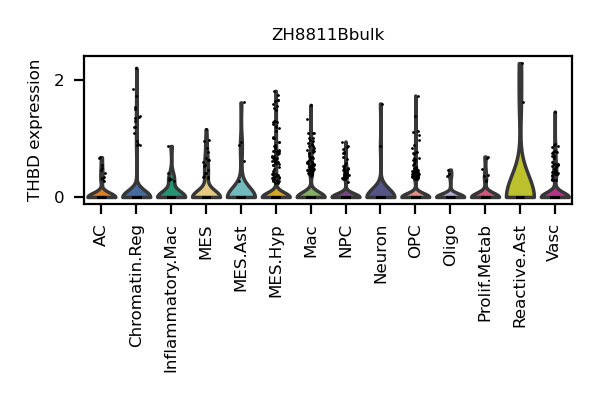 ZH8811Bbulk
THBD expression
2
0
AC
Chromatin.Reg
Inflammatory.Mac
MES
MES.Ast
MES.Hyp
Mac
NPC
Neuron
OPC
Oligo
Prolif.Metab
Reactive.Ast
Vasc